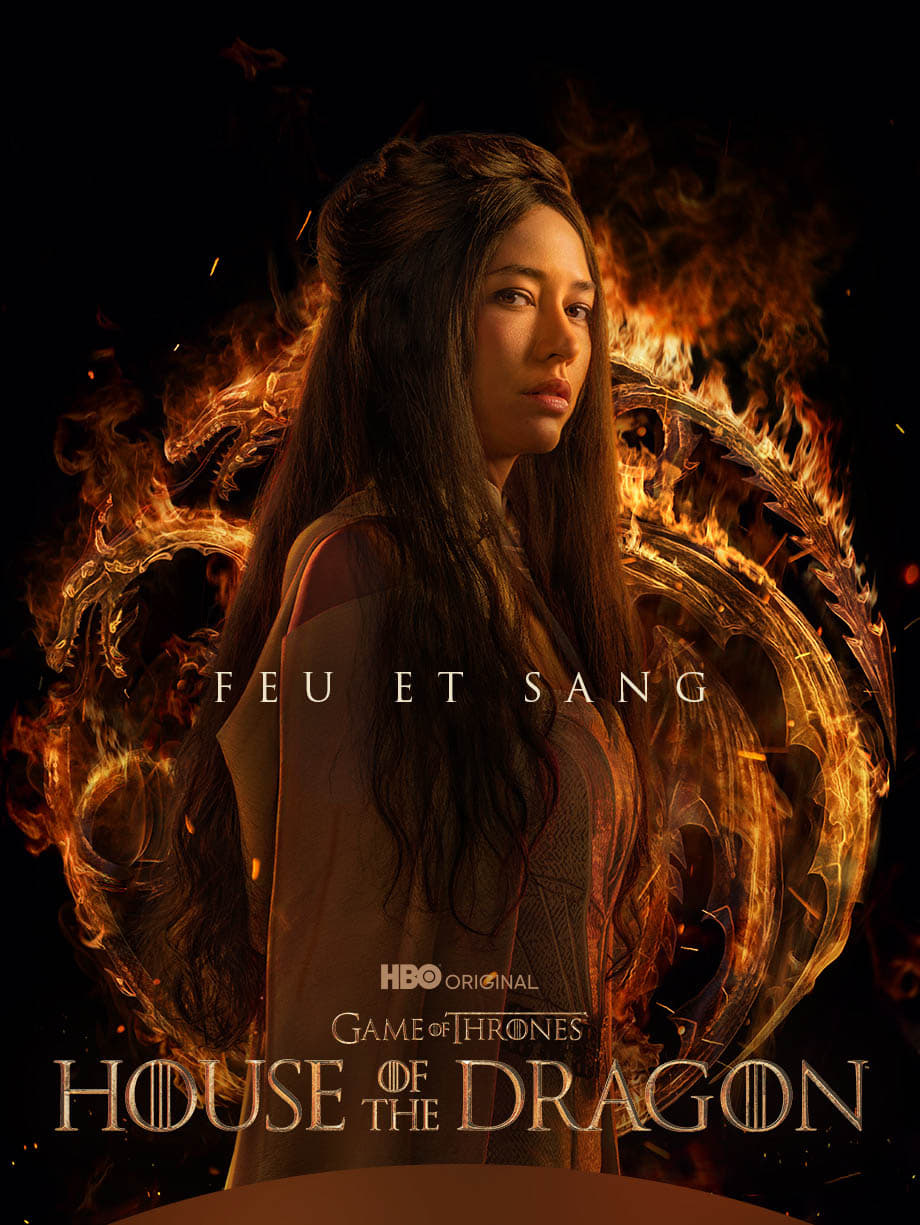 FEU ET SANG
HBO ORIGINAL
GAME OF THRONES
HOUSE OF THE DRAGON